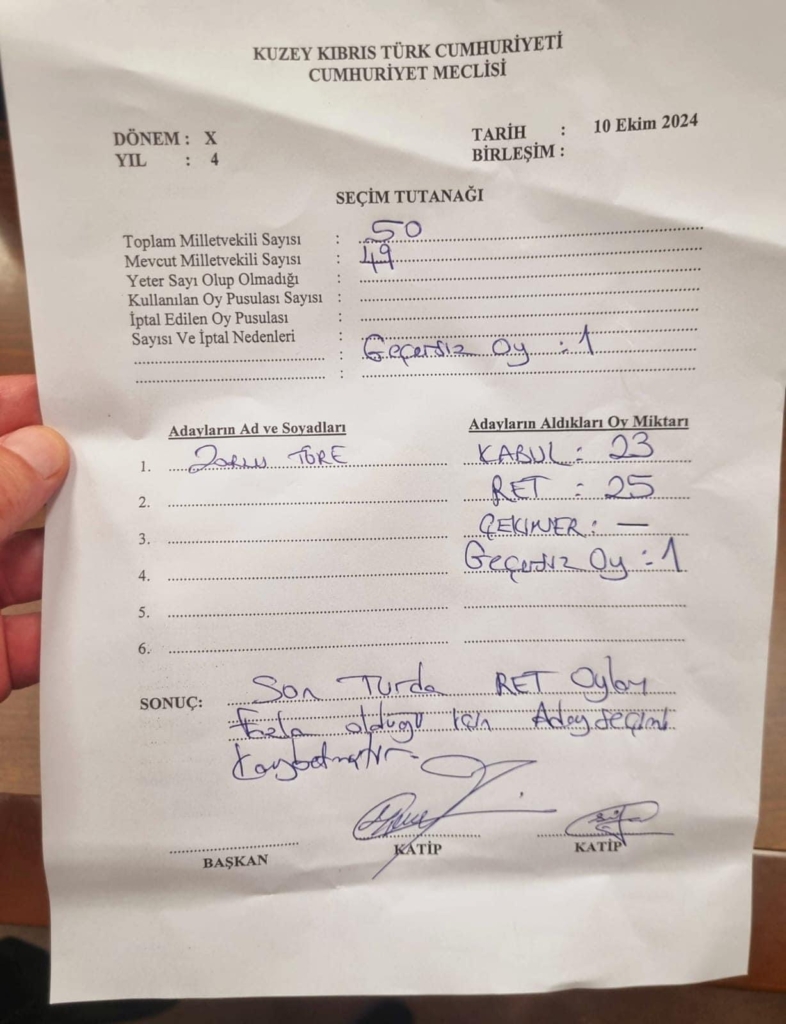 KUZEY KIBRIS TÜRK CUMHURİYETİ
CUMHURİYET MECLİSİ
DÖNEM : X
YIL : 4
TARİH : 10 Ekim 2024
BİRLEŞİM :
SEÇİM TUTANAĞI
Toplam Milletvekili Sayısı : 50
Mevcut Milletvekili Sayısı : 49
Yeter Sayı Olup Olmadığı :
Kullanılan Oy Pusulası Sayısı :
İptal Edilen Oy Pusulası :
Sayısı Ve İptal Nedenleri : Geçersiz Oy : 1
Adayların Ad ve Soyadları
Adayların Aldıkları Oy Miktarı
1. Zorlu TÖRE KABUL : 23
2. RET : 25
3. ÇEKİMSER : —
4. Geçersiz Oy : 1
5.
6.
SONUÇ: Son Turda RET Oyları
fazla olduğu için Aday seçimi
kaybetmiştir.
BAŞKAN KATİP KATİP